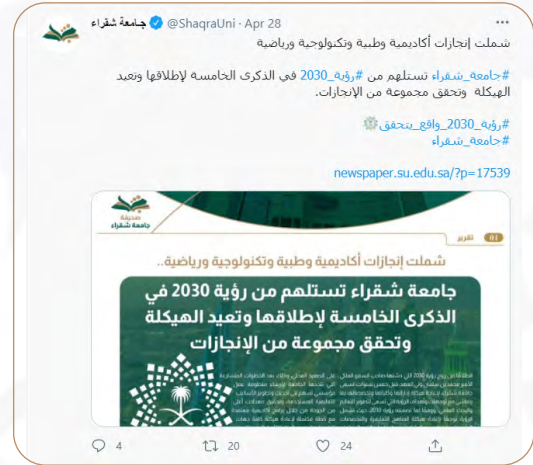 جامعة شقراء @ShaqraUni · Apr 28
شملت إنجازات أكاديمية وطبية وتكنولوجية ورياضية
#جامعة_شقراء تستلهم من #رؤية_2030 في الذكرى الخامسة لإطلاقها وتعيد
الهيكلة وتحقق مجموعة من الإنجازات.
#رؤية_2030_واقع_يتحقق
#جامعة_شقراء
newspaper.su.edu.sa/?p=17539
صحيفة
جامعة شقراء
تقرير 01
شملت إنجازات أكاديمية وطبية وتكنولوجية ورياضية..
جامعة شقراء تستلهم من رؤية 2030 في
الذكرى الخامسة لإطلاقها وتعيد الهيكلة
وتحقق مجموعة من الإنجازات
4 20 24